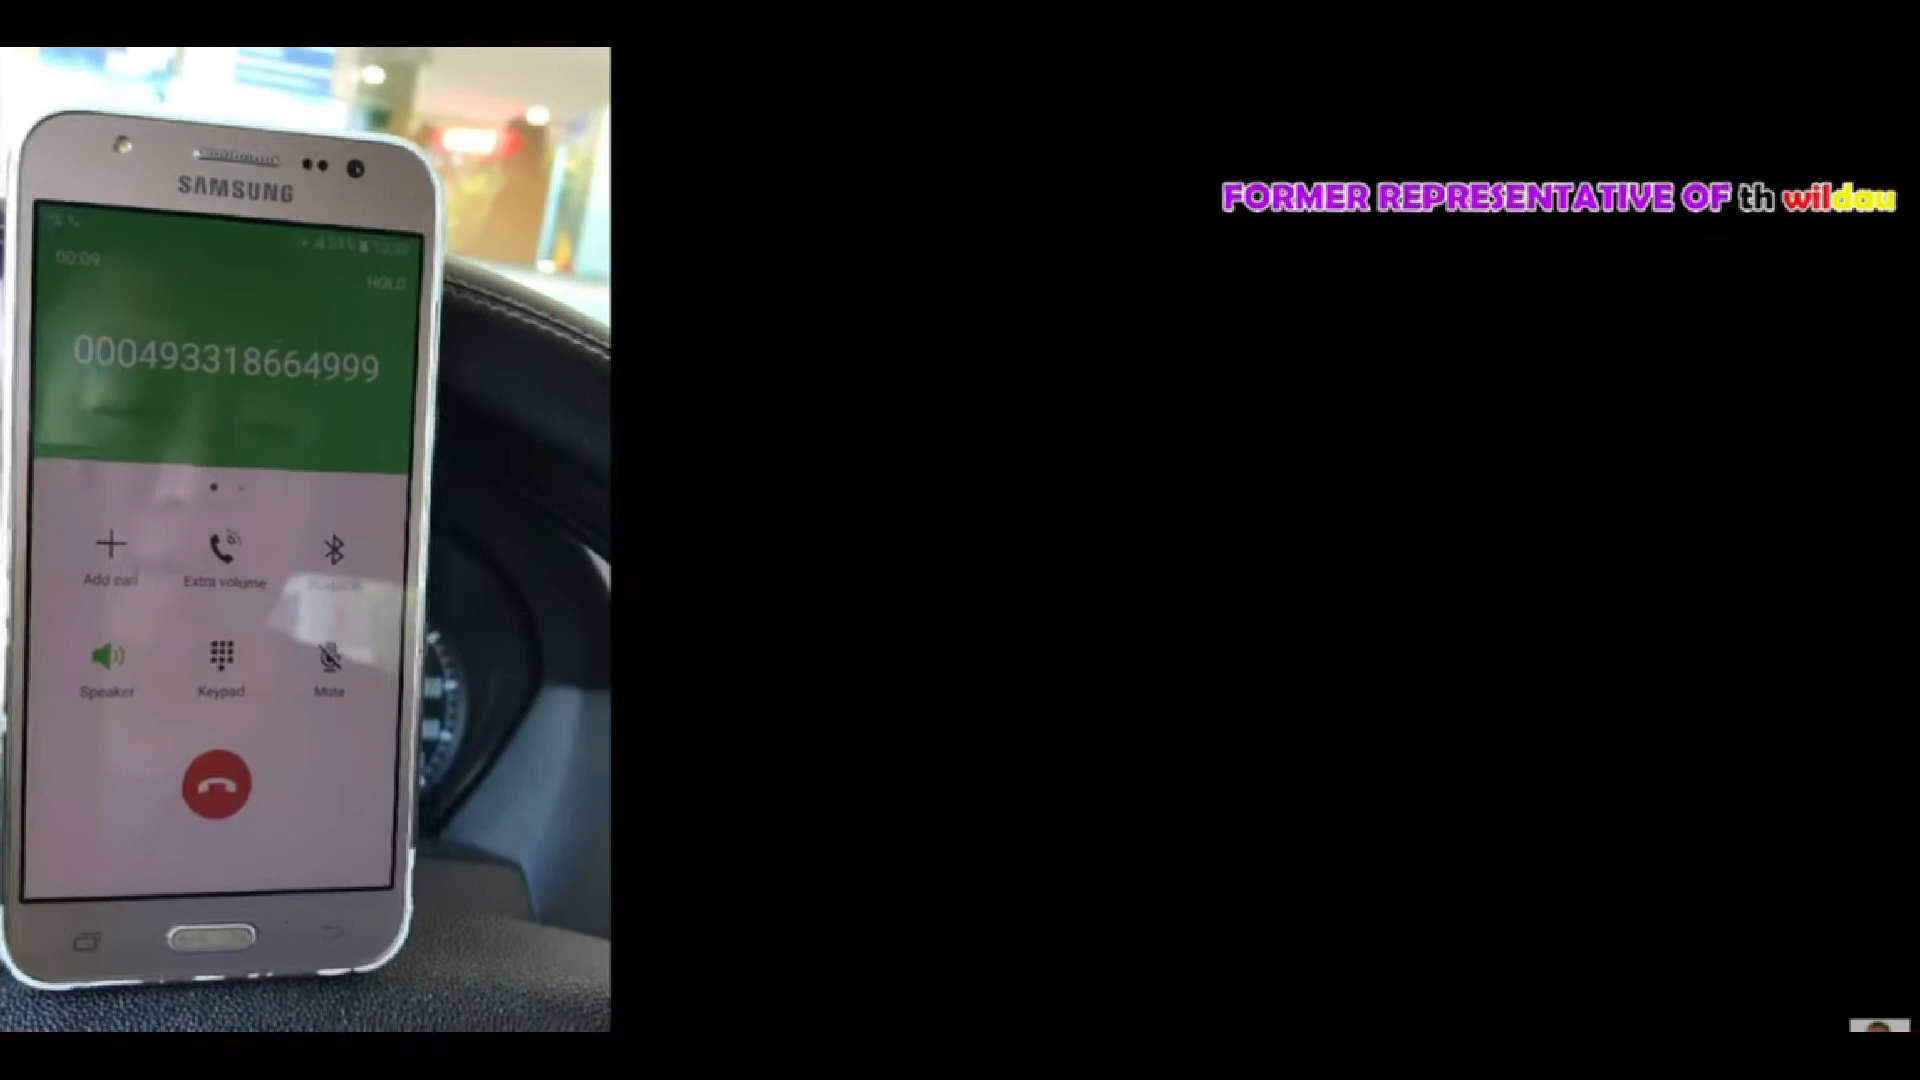 SAMSUNG
00:09
HOLD
000493318664999
Add call
Extra volume
Speaker
Keypad
Mute
FORMER REPRESENTATIVE OF th wildau